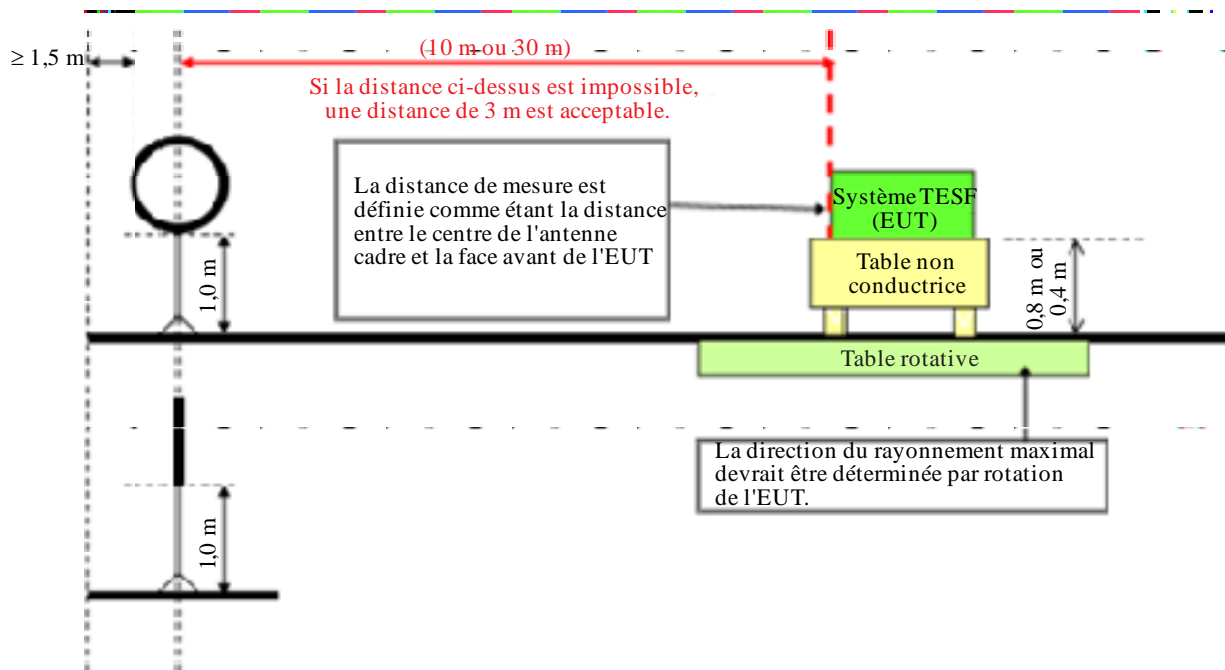 (10 m ou 30 m)
≥ 1,5 m
Si la distance ci-dessus est impossible,
une distance de 3 m est acceptable.
La distance de mesure est
définie comme étant la distance
entre le centre de l'antenne
cadre et la face avant de l'EUT
Système TESF
(EUT)
Table non
conductrice
1,0 m
0,8 m ou
0,4 m
Table rotative
La direction du rayonnement maximal
devrait être déterminée par rotation
de l'EUT.
1,0 m